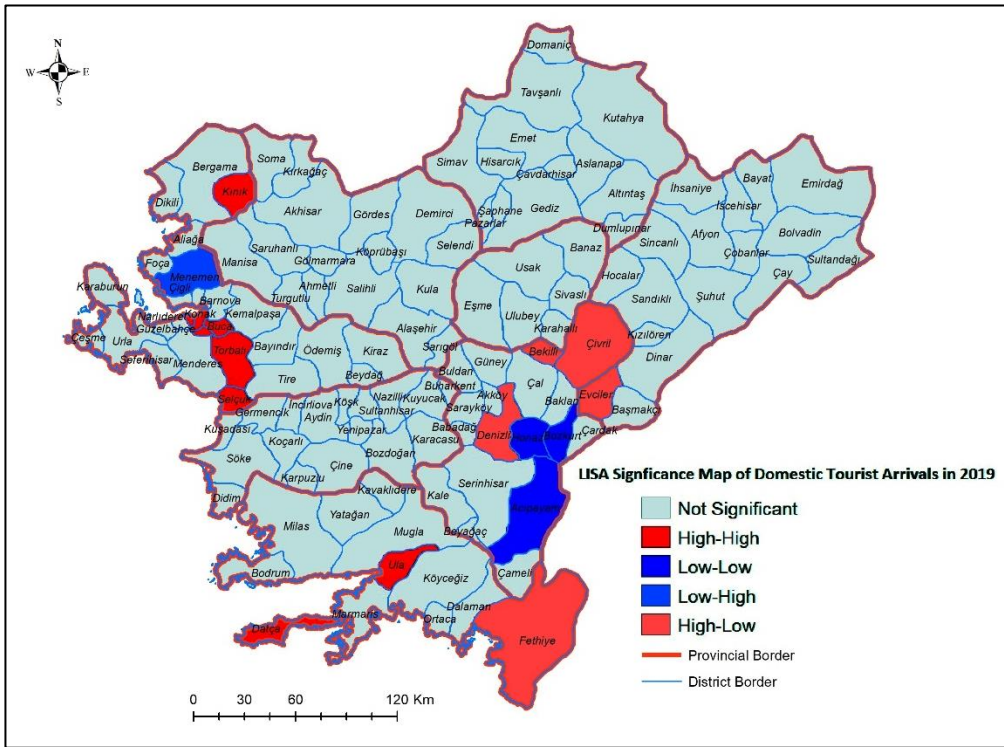 N
W E
S
Domaniç
Tavşanlı
Kutahya
Emet
Simav
Hisarcık
Aslanapa
Çavdarhisar
Soma
Kırkağaç
Bergama
Kınık
Dikili
Altıntaş
İhsaniye
Bayat
Emirdağ
İscehisar
Gördes
Demirci
Şaphane
Gediz
Pazarlar
Dumlupınar
Akhisar
Afyon
Bolvadin
Sincanlı
Çobanlar
Aliağa
Saruhanlı
Selendi
Köprübaşı
Banaz
Sultandağı
Foça
Manisa
Gölmarmara
Usak
Hocalar
Çay
Menemen
Çiğli
Ahmetli
Salihli
Kula
Sandıklı
Şuhut
Karaburun
Barnova
Turgutlu
Eşme
Sivaslı
Narlıdere
Konak
Kemalpaşa
Ulubey
Güzelbahçe
Buca
Alaşehir
Karahallı
Kızılören
Çeşme
Urla
Torbalı
Bayındır
Ödemiş
Kiraz
Sarıgöl
Bekilli
Çivril
Dinar
Seferihisar
Menderes
Tire
Beydağ
Buldan
Güney
Çal
Selçuk
Buharkent
Akköy
Baklan
Evciler
Germencik
İncirliova
Köşk
Nazilli
Kuyucak
Sarayköy
Başmakçı
Kuşadası
Aydin
Sultanhisar
Babadağ
Denizli
Honaz
Bozkurt
Çardak
Koçarlı
Yenipazar
Karacasu
Söke
Çine
Bozdoğan
Karpuzlu
Serinhisar
Didim
Kavaklıdere
Kale
Acıpayam
Yatağan
Milas
Mugla
Beyağaç
Bodrum
Ula
Köyceğiz
Çameli
Marmaris
Dalaman
Datça
Ortaca
Fethiye
LISA Signficance Map of Domestic Tourist Arrivals in 2019
Not Significant
High-High
Low-Low
Low-High
High-Low
Provincial Border
District Border
0 30 60 120 Km